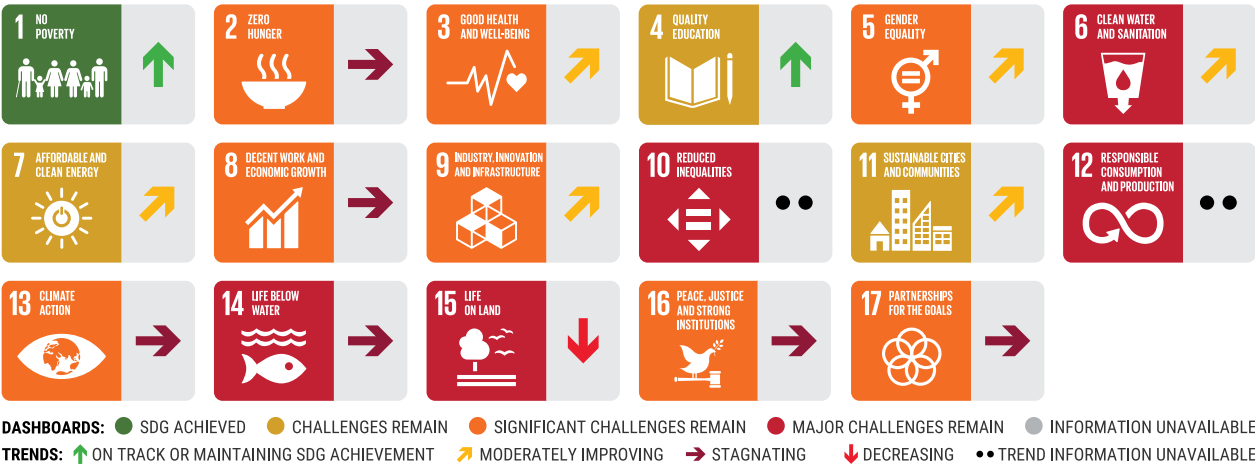 1 NO
POVERTY
2 ZERO
HUNGER
3 GOOD HEALTH
AND WELL-BEING
4 QUALITY
EDUCATION
5 GENDER
EQUALITY
6 CLEAN WATER
AND SANITATION
7 AFFORDABLE AND
CLEAN ENERGY
8 DECENT WORK AND
ECONOMIC GROWTH
9 INDUSTRY, INNOVATION
AND INFRASTRUCTURE
10 REDUCED
INEQUALITIES
11 SUSTAINABLE CITIES
AND COMMUNITIES
12 RESPONSIBLE
CONSUMPTION
AND PRODUCTION
13 CLIMATE
ACTION
14 LIFE BELOW
WATER
15 LIFE
ON LAND
16 PEACE, JUSTICE
AND STRONG
INSTITUTIONS
17 PARTNERSHIPS
FOR THE GOALS
DASHBOARDS: SDG ACHIEVED CHALLENGES REMAIN SIGNIFICANT CHALLENGES REMAIN MAJOR CHALLENGES REMAIN INFORMATION UNAVAILABLE
TRENDS: ON TRACK OR MAINTAINING SDG ACHIEVEMENT MODERATELY IMPROVING STAGNATING DECREASING TREND INFORMATION UNAVAILABLE